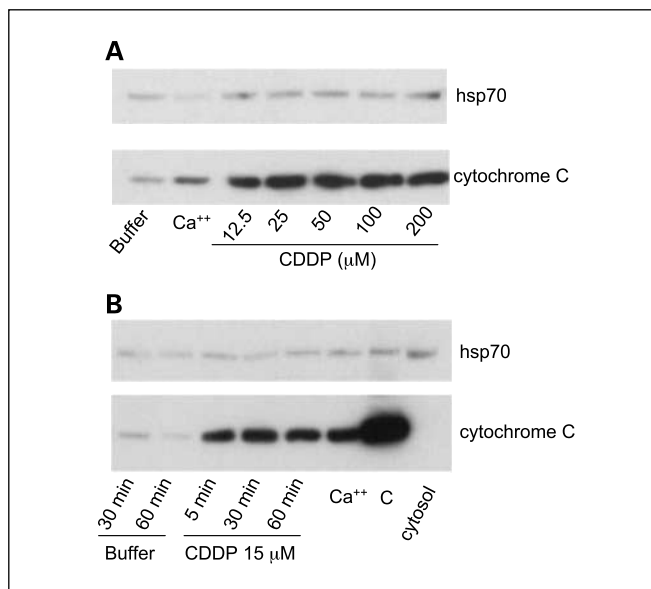 A
hsp70
cytochrome C
Buffer Ca++ 12.5 25 50 100 200
CDDP (μM)
B
hsp70
cytochrome C
30 min 60 min 5 min 30 min 60 min Ca++ C cytosol
Buffer CDDP 15 μM